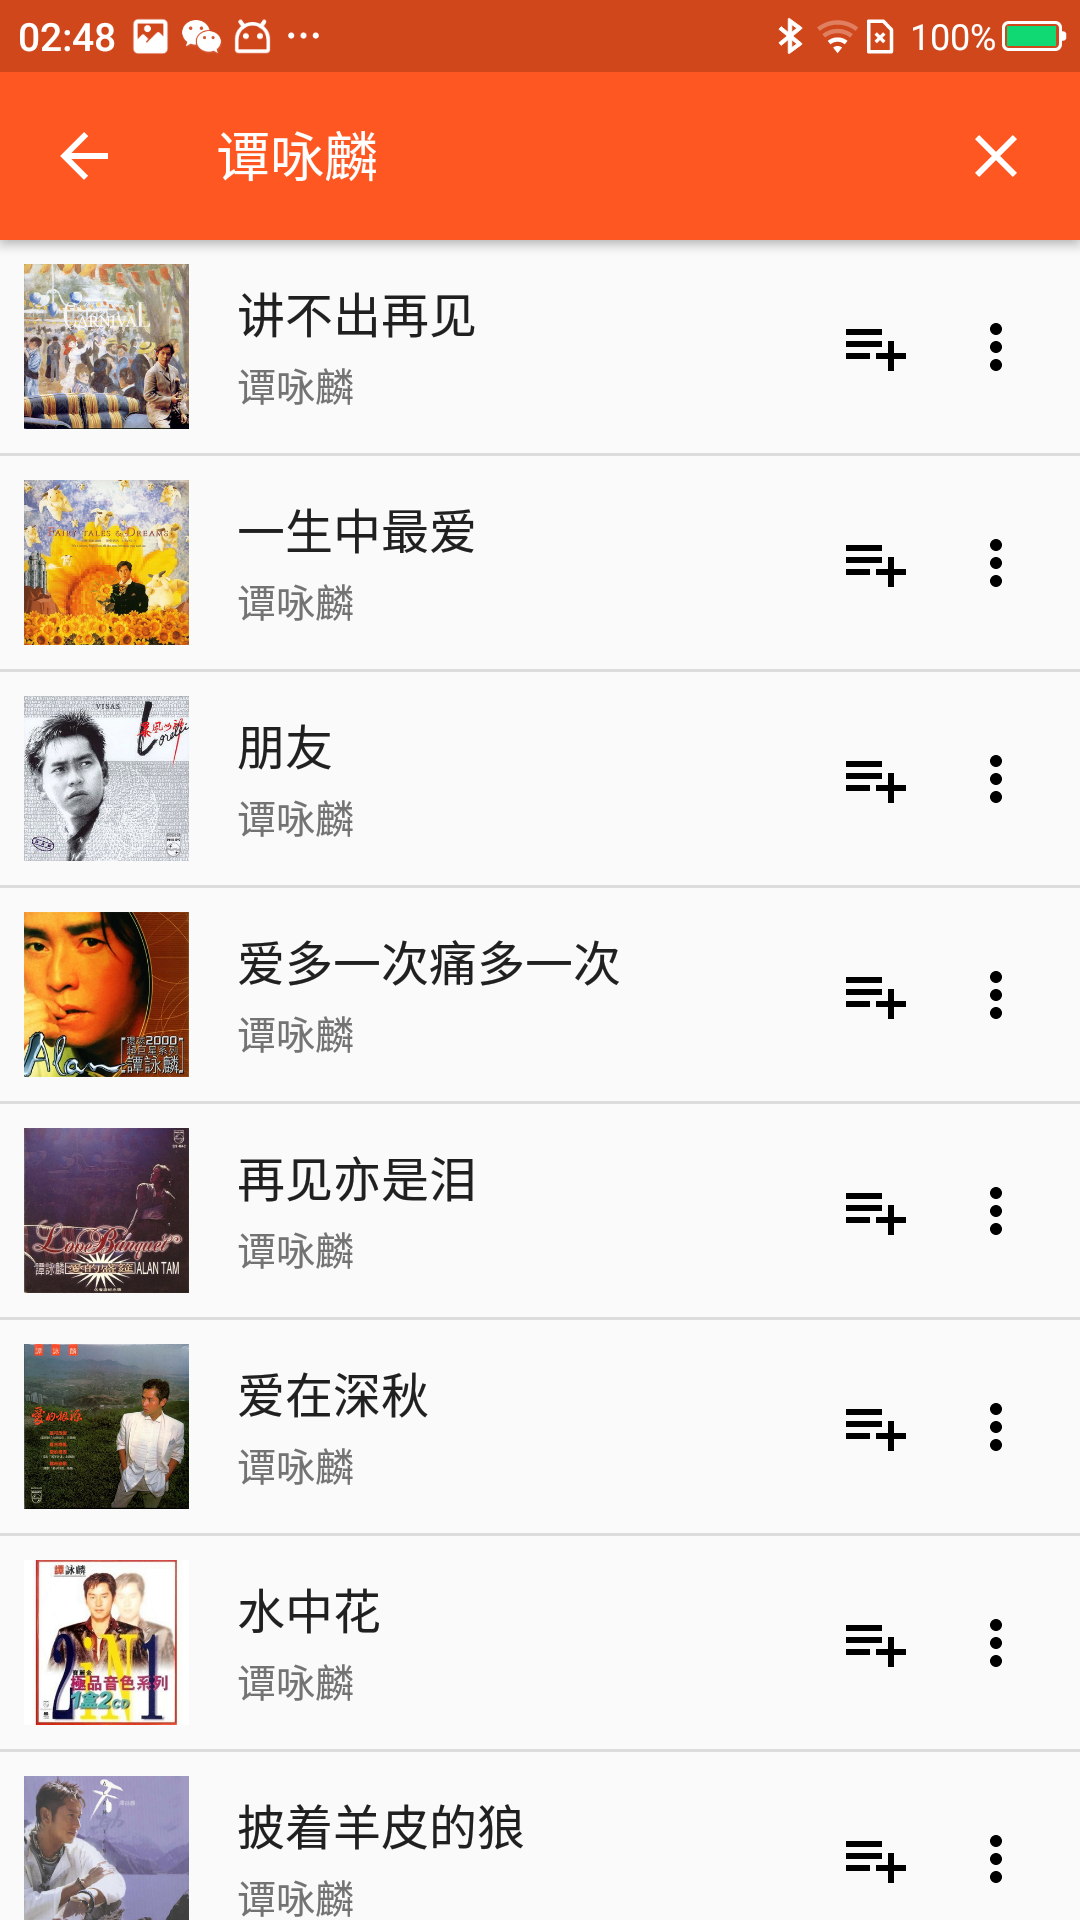 02:48
100%
谭咏麟
CARNIVAL
讲不出再见
谭咏麟
FAIRY TALES & DREAMS
一生中最爱
谭咏麟
VISAS
Lorelei
朋友
谭咏麟
Alan
環球2000
超巨星系列
譚詠麟
爱多一次痛多一次
谭咏麟
Love Banquet
譚詠麟 愛的盛筵 ALAN TAM
再见亦是泪
谭咏麟
譚 詠 麟
愛的根源
爱在深秋
谭咏麟
譚詠麟
2IN1
極品音色系列
1盒2CD
水中花
谭咏麟
披着羊皮的狼
谭咏麟